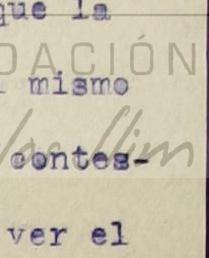 que la
DACIÓN
mismo
contes-
ver el